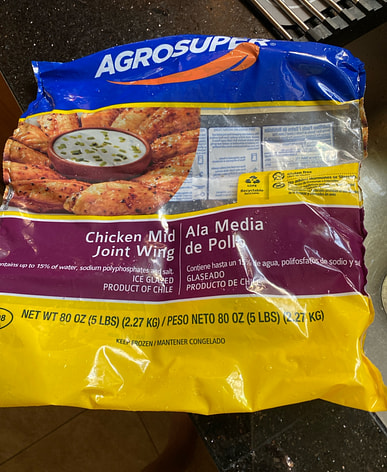 AGROSUPER
Chicken Mid
Joint Wing
Ala Media
de Pollo
ntains up to 15% of water, sodium polyphosphates and salt.
ICE GLAZED
PRODUCT OF CHILE
Contiene hasta un 15% de agua, polifosfatos de sodio y s
GLASEADO
PRODUCTO DE CHIL
NET WT 80 OZ (5 LBS) (2.27 KG) / PESO NETO 80 OZ (5 LBS) (2.27 KG)
KEEP FROZEN / MANTENER CONGELADO